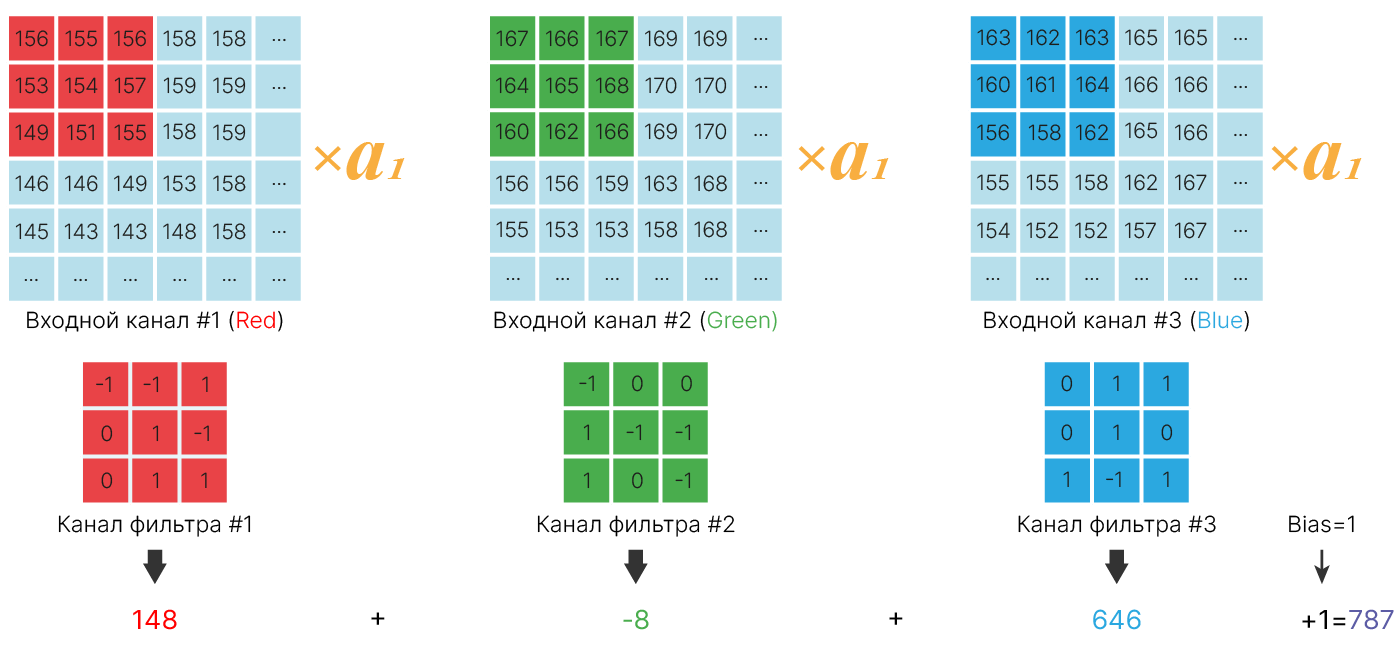 156 155 156 158 158 ...
153 154 157 159 159 ...
149 151 155 158 159
146 146 149 153 158 ...
145 143 143 148 158 ...
... ... ... ... ... ...
×a₁
Входной канал #1 (Red)
167 166 167 169 169 ...
164 165 168 170 170 ...
160 162 166 169 170 ...
156 156 159 163 168 ...
155 153 153 158 168 ...
... ... ... ... ... ...
×a₁
Входной канал #2 (Green)
163 162 163 165 165 ...
160 161 164 166 166 ...
156 158 162 165 166 ...
155 155 158 162 167 ...
154 152 152 157 167 ...
... ... ... ... ... ...
×a₁
Входной канал #3 (Blue)
-1 -1 1
0 1 -1
0 1 1
Канал фильтра #1
-1 0 0
1 -1 -1
1 0 -1
Канал фильтра #2
0 1 1
0 1 0
1 -1 1
Канал фильтра #3
Bias=1
148 + -8 + 646 +1=787